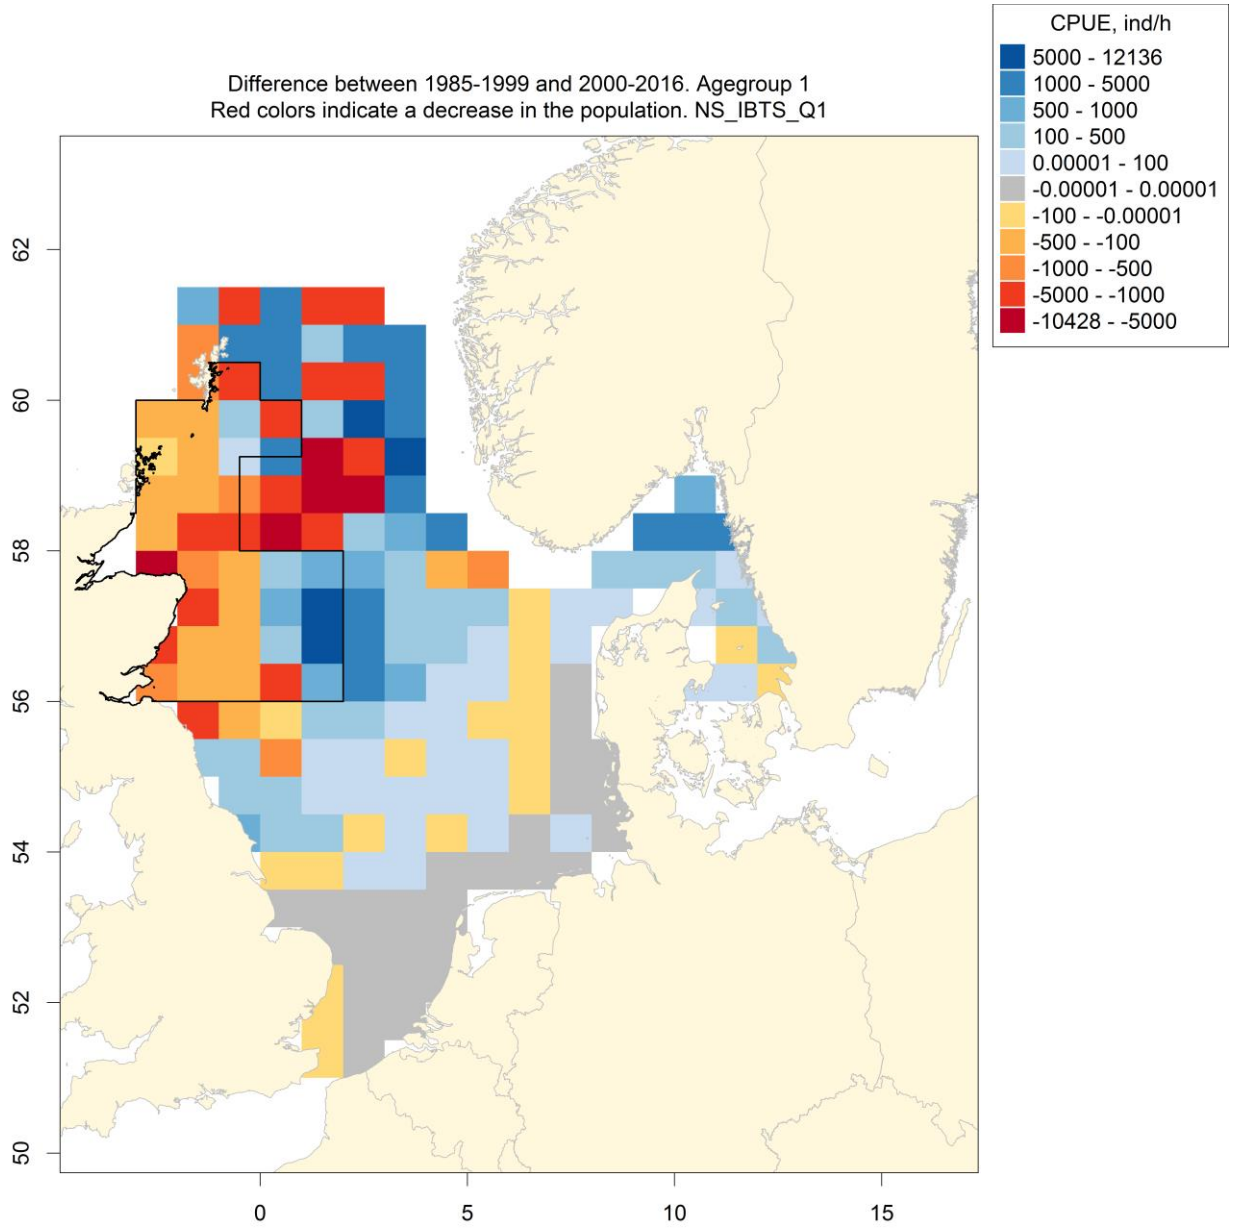 CPUE, ind/h
5000 - 12136
1000 - 5000
500 - 1000
100 - 500
0.00001 - 100
-0.00001 - 0.00001
-100 - -0.00001
-500 - -100
-1000 - -500
-5000 - -1000
-10428 - -5000
Difference between 1985-1999 and 2000-2016. Agegroup 1
Red colors indicate a decrease in the population. NS_IBTS_Q1
62
60
58
56
54
52
50
0 5 10 15